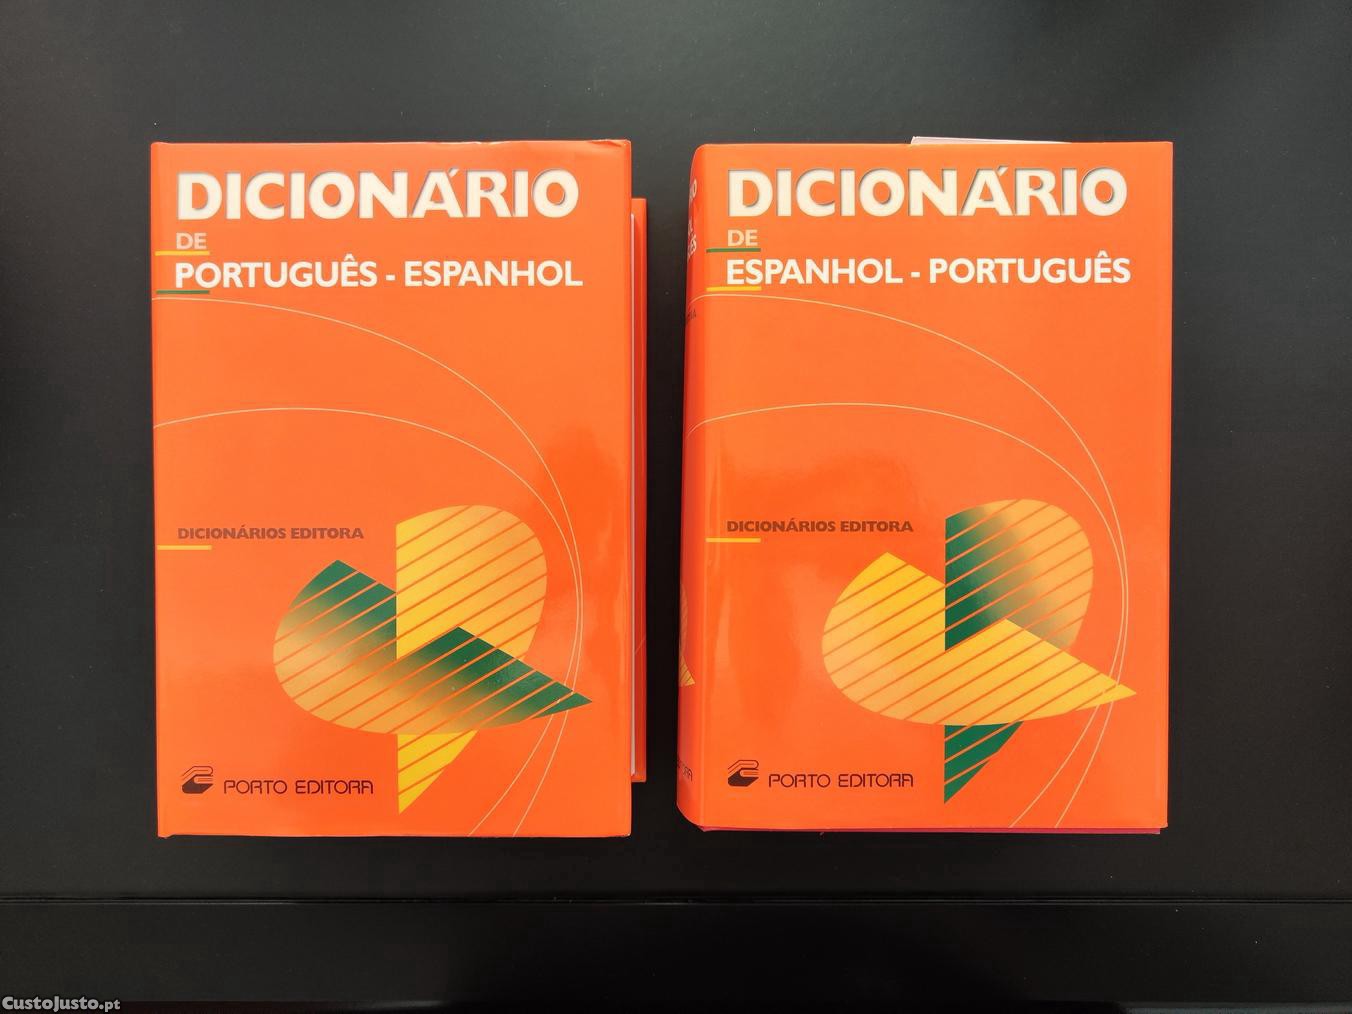 DICIONÁRIO
DE
PORTUGUÊS - ESPANHOL
DICIONÁRIOS EDITORA
PORTO EDITORA
DICIONÁRIO
DE
ESPANHOL - PORTUGUÊS
DICIONÁRIOS EDITORA
PORTO EDITORA
CustoJusto.pt